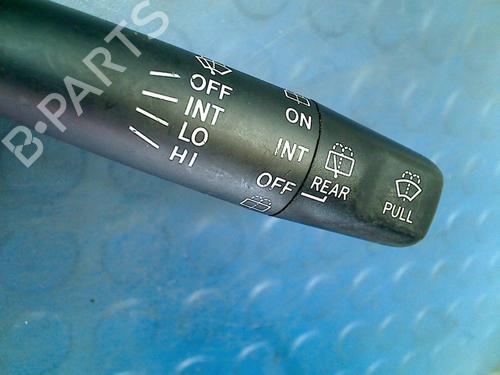 B-PARTS
OFF
INT
LO
HI
ON
INT
OFF
REAR
PULL